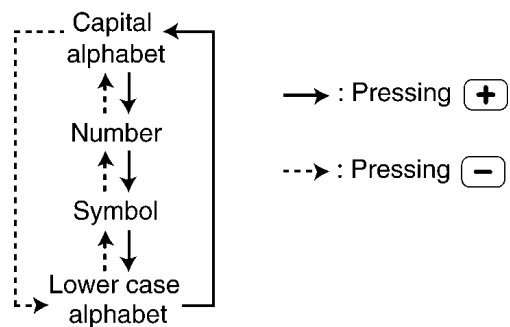 Capital
alphabet
Number
Symbol
Lower case
alphabet
: Pressing +
: Pressing −